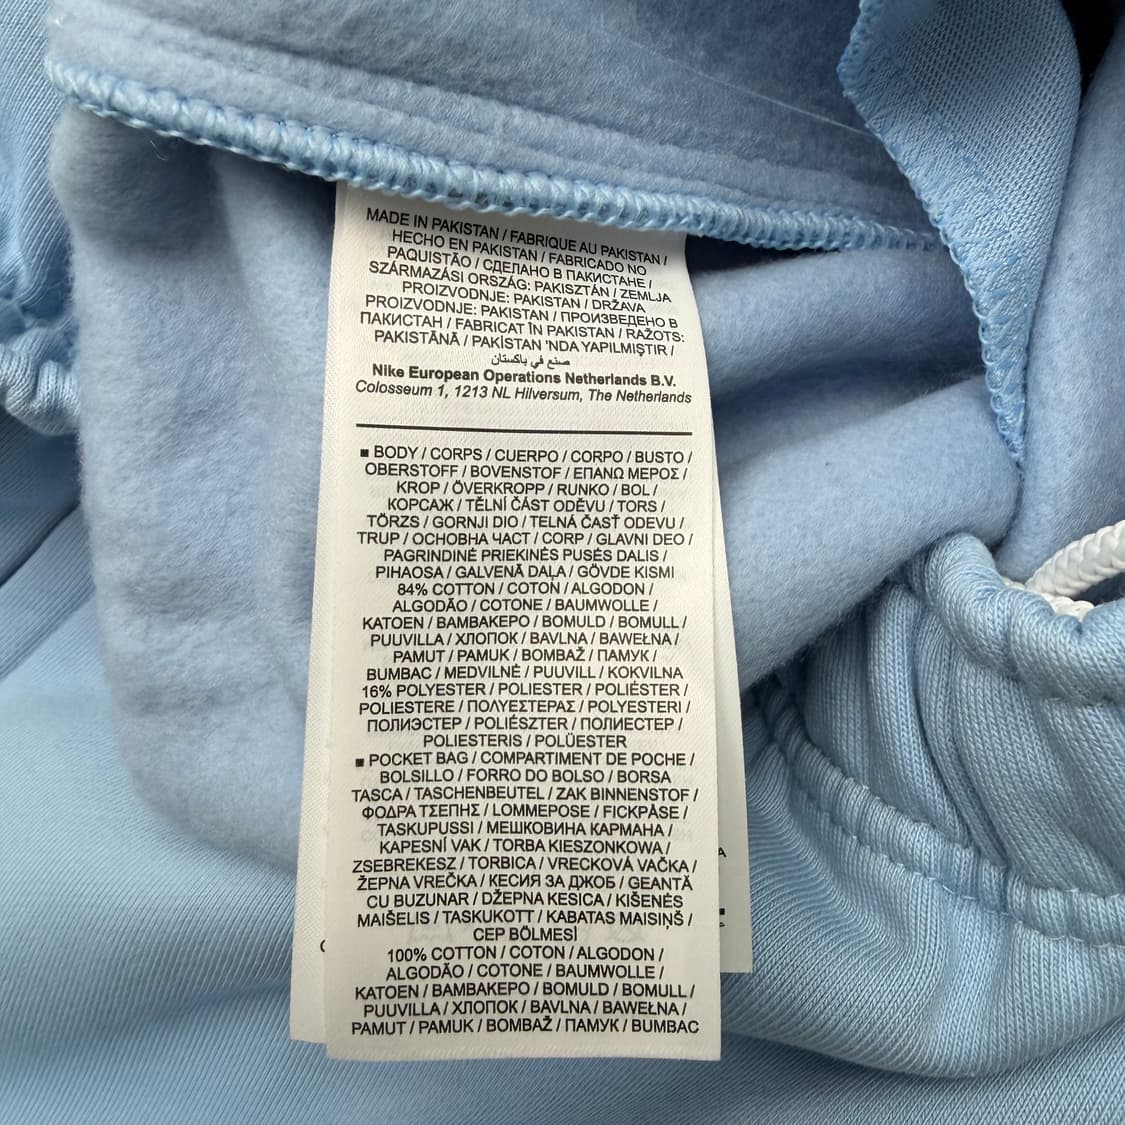 MADE IN PAKISTAN / FABRIQUE AU PAKISTAN /
HECHO EN PAKISTAN / FABRICADO NO
PAQUISTÃO / СДЕЛАНО В ПАКИСТАНЕ /
SZÁRMAZÁSI ORSZÁG: PAKISZTÁN / ZEMLJA
PROIZVODNJE: PAKISTAN / DRŽAVA
PROIZVODNJE: PAKISTAN / ПРОИЗВЕДЕНО В
ПАКИСТАН / FABRICAT ÎN PAKISTAN / RAŽOTS:
PAKISTĀNĀ / PAKİSTAN 'NDA YAPILMIŞTIR /
صنع في باكستان
Nike European Operations Netherlands B.V.
Colosseum 1, 1213 NL Hilversum, The Netherlands
■ BODY / CORPS / CUERPO / CORPO / BUSTO /
OBERSTOFF / BOVENSTOF / ΕΠΑΝΩ ΜΕΡΟΣ /
KROP / ÖVERKROPP / RUNKO / BOL /
КОРСАЖ / TĚLNÍ ČÁST ODĚVU / TORS /
TÖRZS / GORNJI DIO / TELNÁ ČASŤ ODEVU /
TRUP / ОСНОВНА ЧАСТ / CORP / GLAVNI DEO /
PAGRINDINĖ PRIEKINĖS PUSĖS DALIS /
PIHAOSA / GALVENĀ DAĻA / GÖVDE KISMI
84% COTTON / COTON / ALGODON /
ALGODÃO / COTONE / BAUMWOLLE /
KATOEN / ΒΑΜΒΑΚΕΡΟ / BOMULD / BOMULL /
PUUVILLA / ХЛОПОК / BAVLNA / BAWEŁNA /
PAMUT / PAMUK / BOMBAŽ / ПАМУК /
BUMBAC / MEDVILNĖ / PUUVILL / KOKVILNA
16% POLYESTER / POLIESTER / POLIÉSTER /
POLIESTERE / ΠΟΛΥΕΣΤΕΡΑΣ / POLYESTERI /
ПОЛИЭСТЕР / POLIÉSZTER / ПОЛИЕСТЕР /
POLIESTERIS / POLÜESTER
■ POCKET BAG / COMPARTIMENT DE POCHE /
BOLSILLO / FORRO DO BOLSO / BORSA
TASCA / TASCHENBEUTEL / ZAK BINNENSTOF /
ΦΟΔΡΑ ΤΣΕΠΗΣ / LOMMEPOSE / FICKPÅSE /
TASKUPUSSI / МЕШКОВИНА КАРМАНА /
KAPESNÍ VAK / TORBA KIESZONKOWA /
ZSEBREKESZ / TORBICA / VRECKOVÁ VAČKA /
ŽEPNA VREČKA / КЕСИЯ ЗА ДЖОБ / GEANTĂ
CU BUZUNAR / DŽEPNA KESICA / KIŠENĖS
MAIŠELIS / TASKUKOTT / KABATAS MAISIŅŠ /
CEP BÖLMESİ
100% COTTON / COTON / ALGODON /
ALGODÃO / COTONE / BAUMWOLLE /
KATOEN / ΒΑΜΒΑΚΕΡΟ / BOMULD / BOMULL /
PUUVILLA / ХЛОПОК / BAVLNA / BAWEŁNA /
PAMUT / PAMUK / BOMBAŽ / ПАМУК / BUMBAC